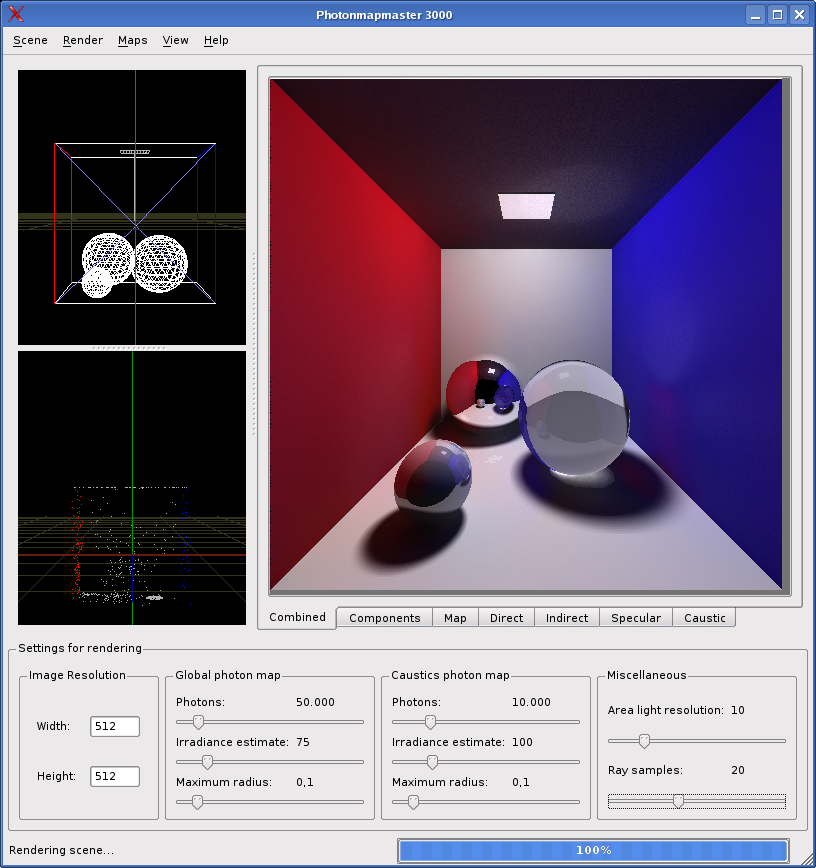 Photonmapmaster 3000
Scene Render Maps View Help
Combined Components Map Direct Indirect Specular Caustic
Settings for rendering
Image Resolution
Width: 512
Height: 512
Global photon map
Photons: 50.000
Irradiance estimate: 75
Maximum radius: 0,1
Caustics photon map
Photons: 10.000
Irradiance estimate: 100
Maximum radius: 0,1
Miscellaneous
Area light resolution: 10
Ray samples: 20
Rendering scene...
100%